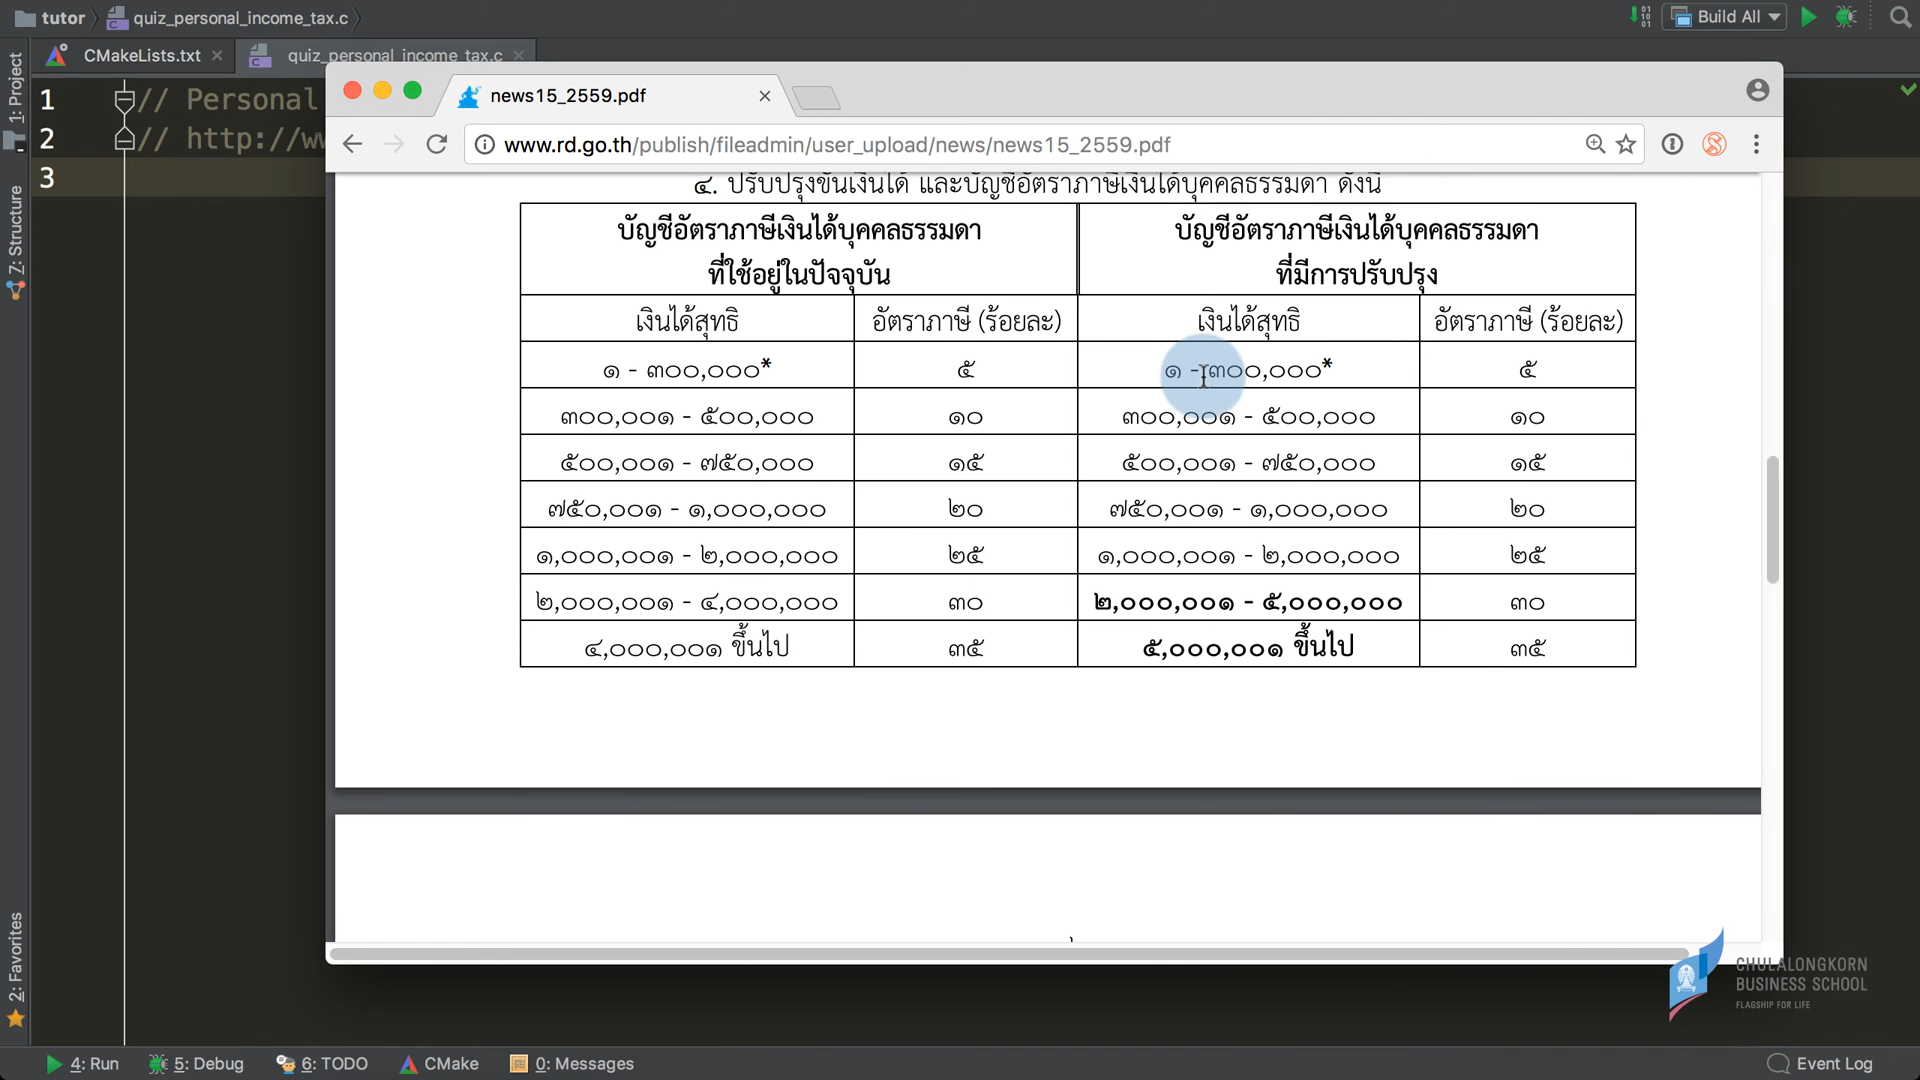 tutor
quiz_personal_income_tax.c
Build All
CMakeLists.txt
quiz_personal_income_tax.c
1: Project
Z: Structure
2: Favorites
1 // Personal
2 // http://w
3
news15_2559.pdf
www.rd.go.th/publish/fileadmin/user_upload/news/news15_2559.pdf
๔. ปรับปรุงขั้นเงินได้ และบัญชีอัตราภาษีเงินได้บุคคลธรรมดา ดังนี้
บัญชีอัตราภาษีเงินได้บุคคลธรรมดา
ที่ใช้อยู่ในปัจจุบัน
บัญชีอัตราภาษีเงินได้บุคคลธรรมดา
ที่มีการปรับปรุง
เงินได้สุทธิ อัตราภาษี (ร้อยละ) เงินได้สุทธิ อัตราภาษี (ร้อยละ)
๑ - ๓๐๐,๐๐๐* ๕ ๑ - ๓๐๐,๐๐๐* ๕
๓๐๐,๐๐๑ - ๕๐๐,๐๐๐ ๑๐ ๓๐๐,๐๐๑ - ๕๐๐,๐๐๐ ๑๐
๕๐๐,๐๐๑ - ๗๕๐,๐๐๐ ๑๕ ๕๐๐,๐๐๑ - ๗๕๐,๐๐๐ ๑๕
๗๕๐,๐๐๑ - ๑,๐๐๐,๐๐๐ ๒๐ ๗๕๐,๐๐๑ - ๑,๐๐๐,๐๐๐ ๒๐
๑,๐๐๐,๐๐๑ - ๒,๐๐๐,๐๐๐ ๒๕ ๑,๐๐๐,๐๐๑ - ๒,๐๐๐,๐๐๐ ๒๕
๒,๐๐๐,๐๐๑ - ๔,๐๐๐,๐๐๐ ๓๐ ๒,๐๐๐,๐๐๑ - ๕,๐๐๐,๐๐๐ ๓๐
๔,๐๐๐,๐๐๑ ขึ้นไป ๓๕ ๕,๐๐๐,๐๐๑ ขึ้นไป ๓๕
CHULALONGKORN
BUSINESS SCHOOL
FLAGSHIP FOR LIFE
4: Run
5: Debug
6: TODO
CMake
0: Messages
Event Log